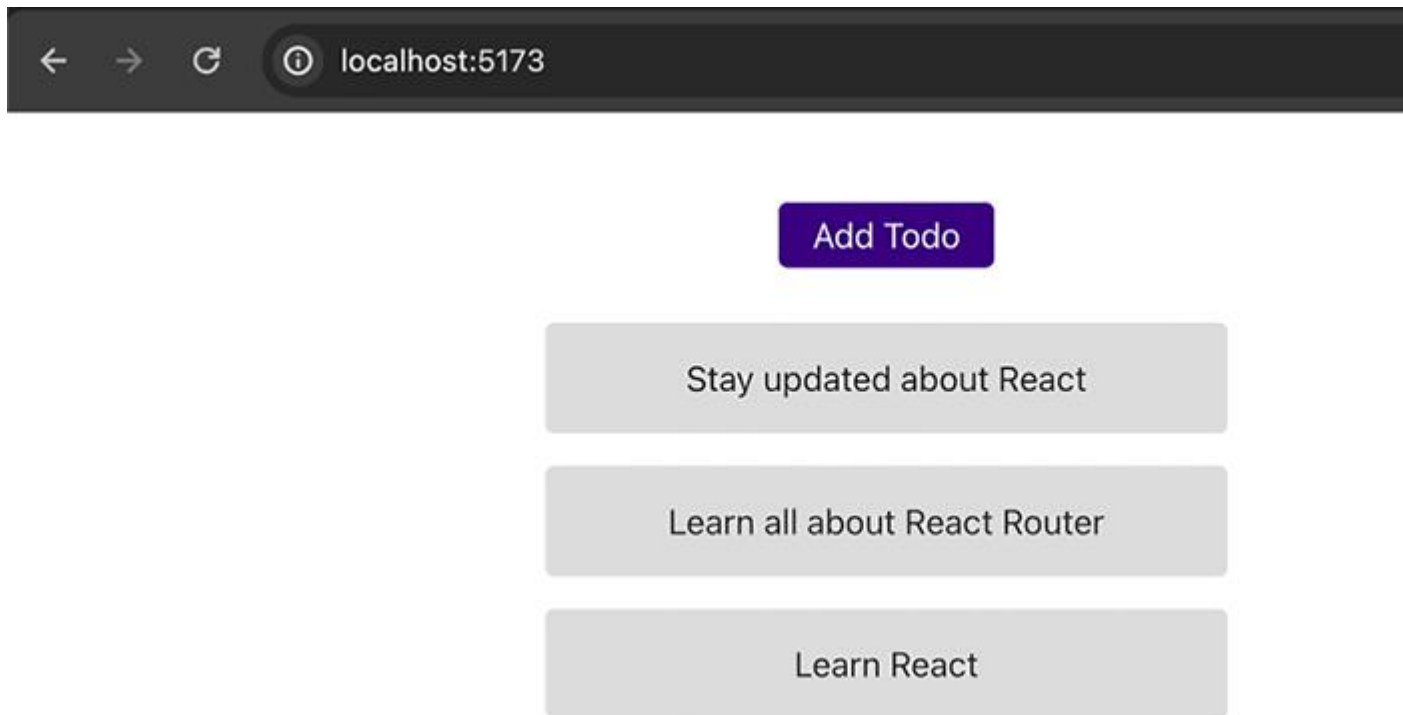 localhost:5173
Add Todo
Stay updated about React
Learn all about React Router
Learn React